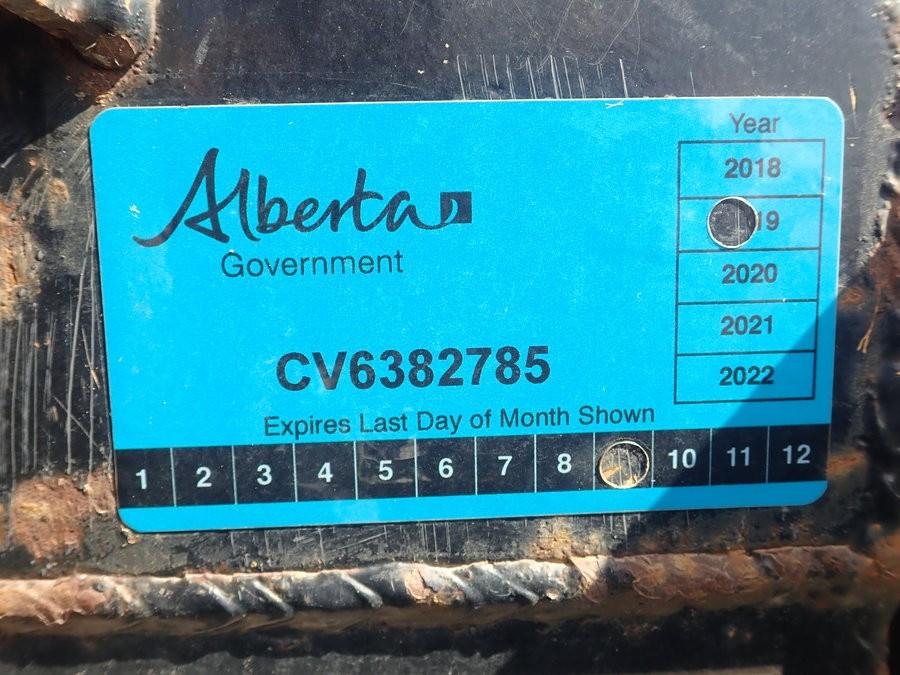 Year
Alberta
Government
2018
19
2020
2021
2022
CV6382785
Expires Last Day of Month Shown
1 2 3 4 5 6 7 8 10 11 12